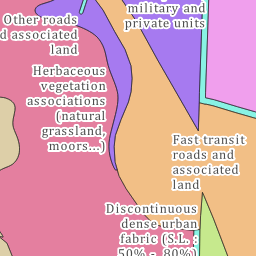 military and
private units
Other roads
d associated
land
Herbaceous
vegetation
associations
(natural
grassland,
moors...)
Fast transit
roads and
associated
land
Discontinuous
dense urban
fabric (S.L. :
50% - 80%)